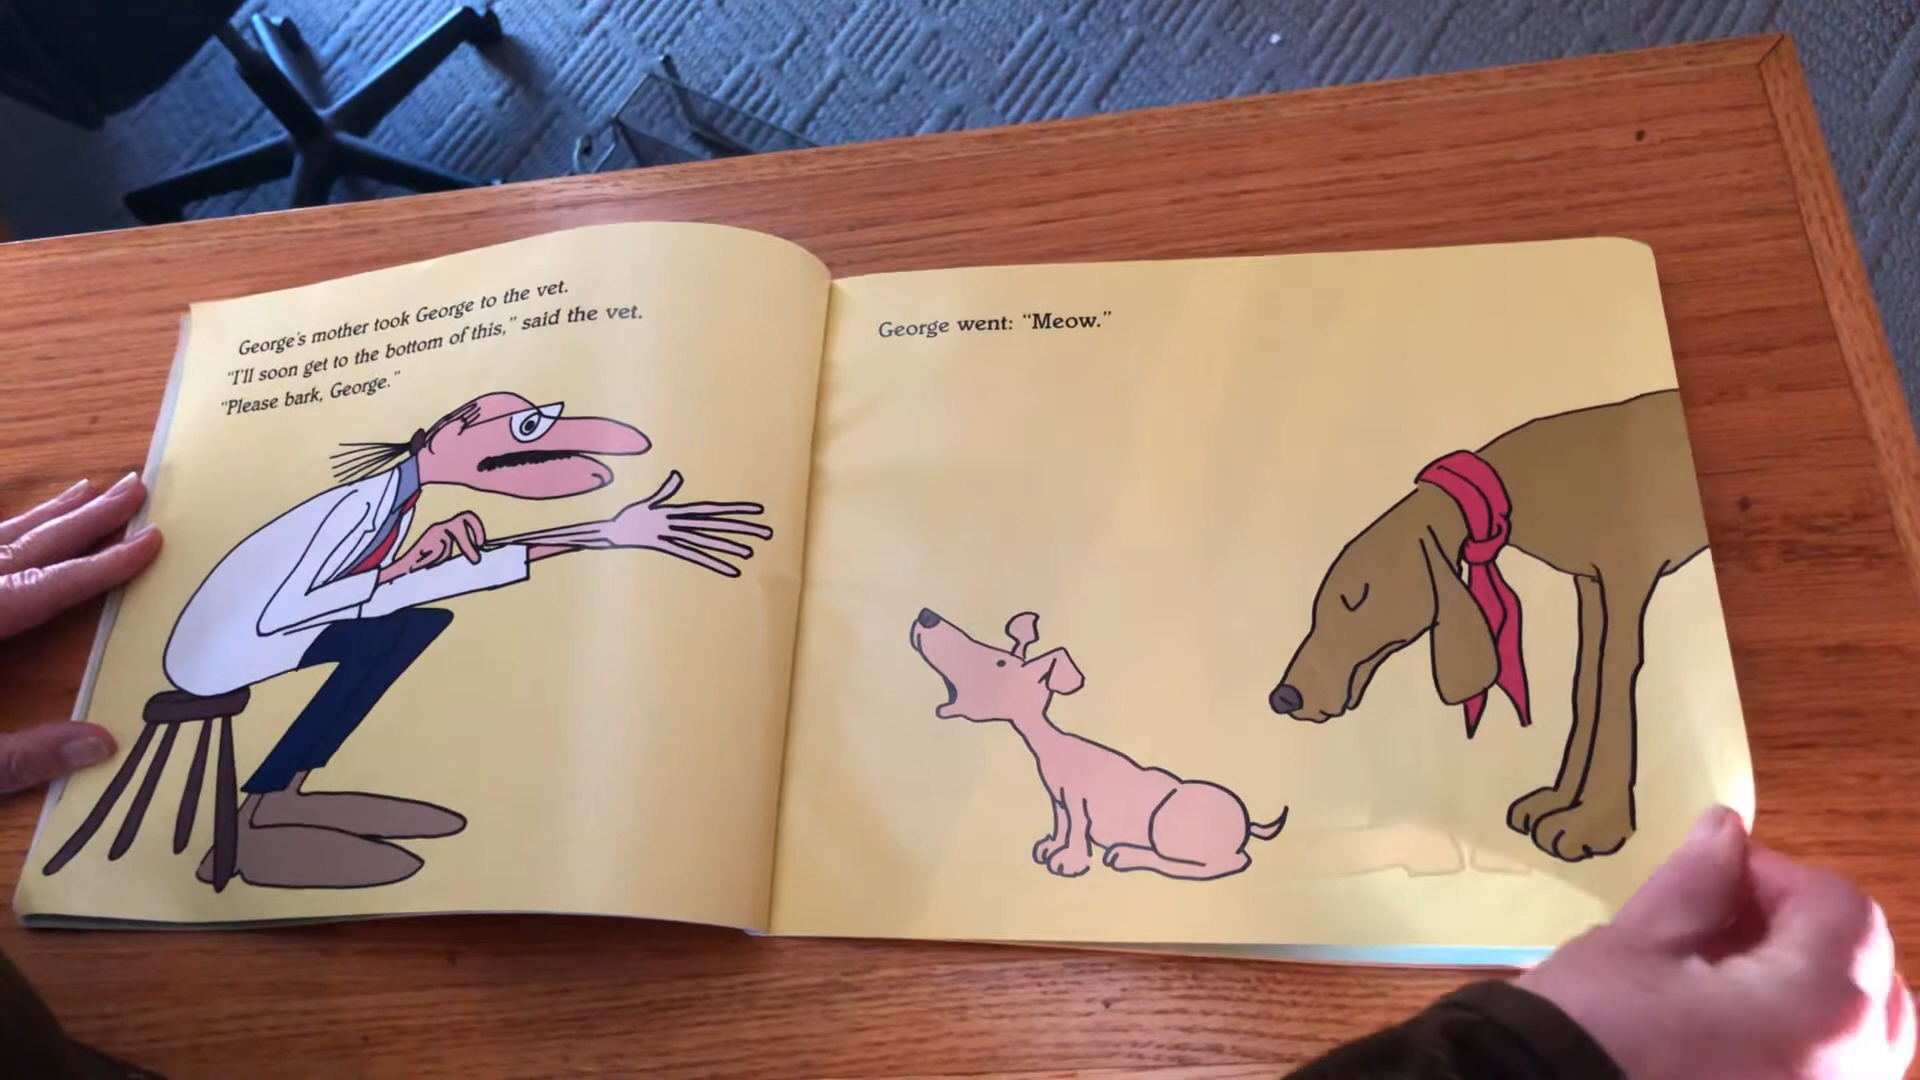 George's mother took George to the vet.
"I'll soon get to the bottom of this," said the vet.
"Please bark, George."
George went: "Meow."